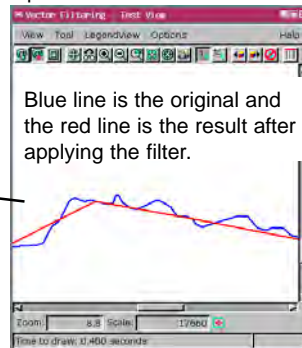 Vector Filtering - Test View
View Tool LegendView Options Help
Blue line is the original and
the red line is the result after
applying the filter.
Zoom: 8.8 Scale: 17660
Time to draw: 0.460 seconds